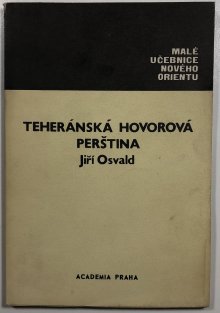 MALÉ
UČEBNICE
NOVÉHO
ORIENTU
TEHERÁNSKÁ HOVOROVÁ
PERŠTINA
Jiří Osvald
ACADEMIA PRAHA